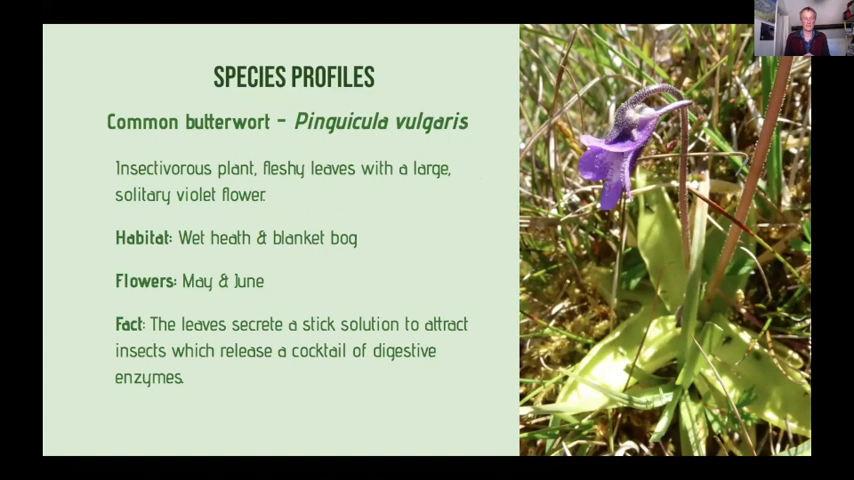 SPECIES PROFILES
Common butterwort - Pinguicula vulgaris
Insectivorous plant, fleshy leaves with a large,
solitary violet flower.
Habitat: Wet heath & blanket bog
Flowers: May & June
Fact: The leaves secrete a stick solution to attract
insects which release a cocktail of digestive
enzymes.